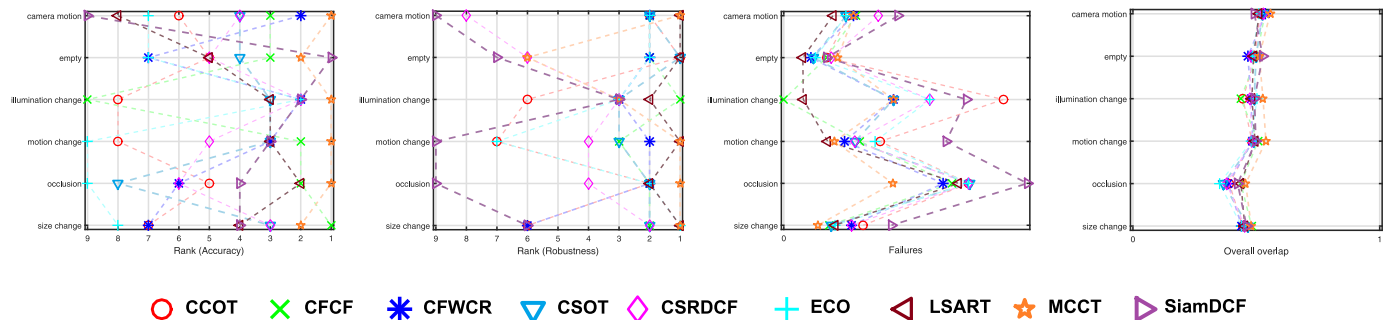 camera motion
empty
illumination change
motion change
occlusion
size change
9 8 7 6 5 4 3 2 1
Rank (Accuracy)
camera motion
empty
illumination change
motion change
occlusion
size change
9 8 7 6 5 4 3 2 1
Rank (Robustness)
camera motion
empty
illumination change
motion change
occlusion
size change
0
Failures
camera motion
empty
illumination change
motion change
occlusion
size change
0 1
Overall overlap
CCOT CFCF CFWCR CSOT CSRDCF ECO LSART MCCT SiamDCF